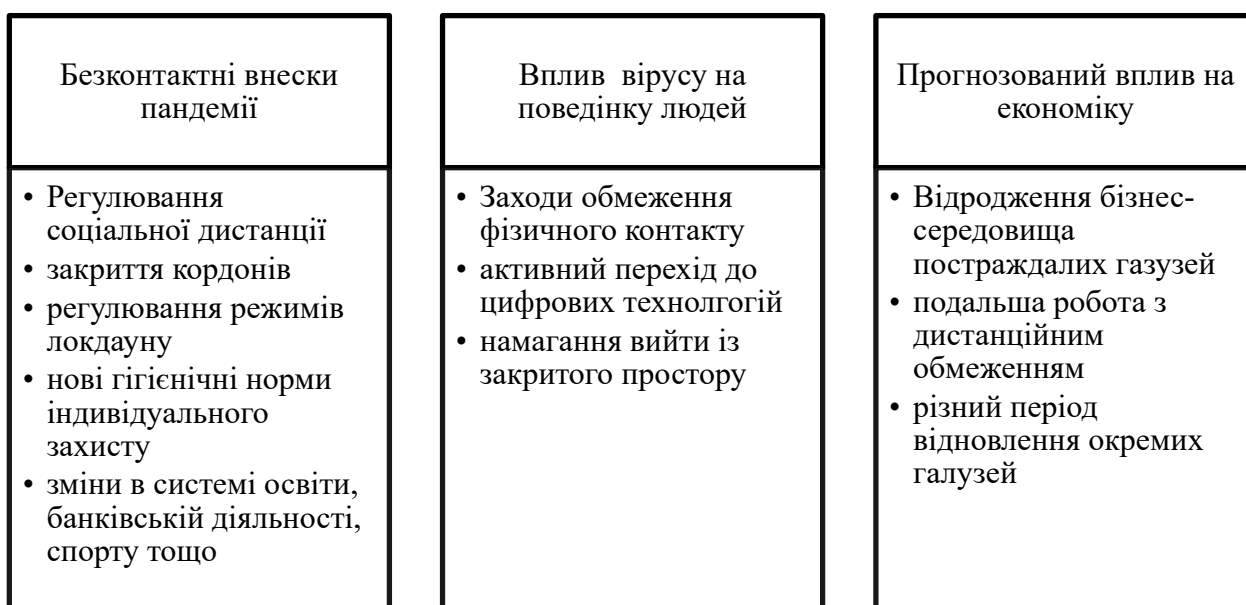 Безконтактні внески
пандемії
• Регулювання
соціальної дистанції
• закриття кордонів
• регулювання режимів
локдауну
• нові гігієнічні норми
індивідуального
захисту
• зміни в системі освіти,
банківській діяльності,
спорту тощо
Вплив вірусу на
поведінку людей
• Заходи обмеження
фізичного контакту
• активний перехід до
цифрових технолгогій
• намагання вийти із
закритого простору
Прогнозований вплив на
економіку
• Відродження бізнес-
середовища
постраждалих газузей
• подальша робота з
дистанційним
обмеженням
• різний період
відновлення окремих
галузей